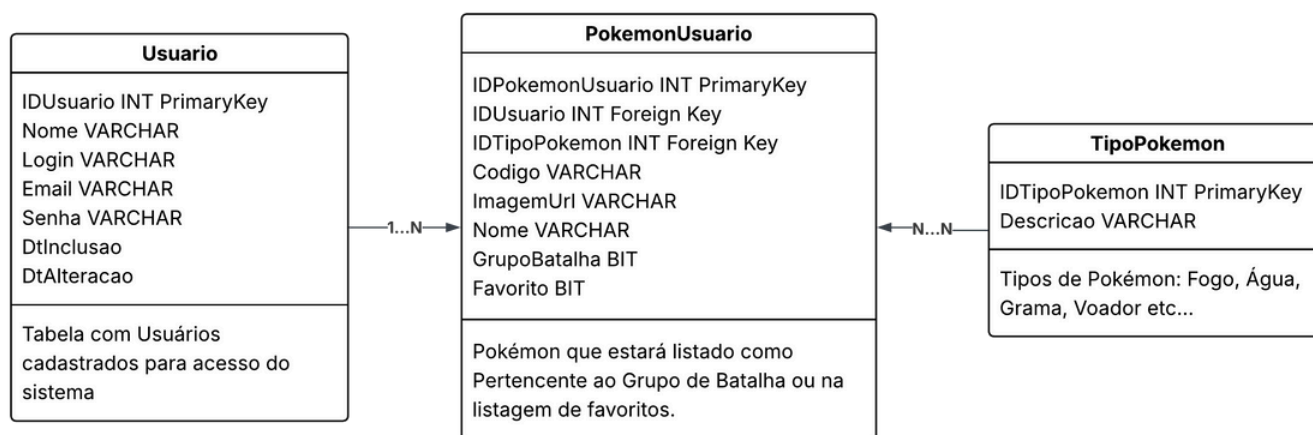 Usuario
IDUsuario INT PrimaryKey
Nome VARCHAR
Login VARCHAR
Email VARCHAR
Senha VARCHAR
DtInclusao
DtAlteracao
Tabela com Usuários
cadastrados para acesso do
sistema
1...N
PokemonUsuario
IDPokemonUsuario INT PrimaryKey
IDUsuario INT Foreign Key
IDTipoPokemon INT Foreign Key
Codigo VARCHAR
ImagemUrl VARCHAR
Nome VARCHAR
GrupoBatalha BIT
Favorito BIT
Pokémon que estará listado como
Pertencente ao Grupo de Batalha ou na
listagem de favoritos.
N...N
TipoPokemon
IDTipoPokemon INT PrimaryKey
Descricao VARCHAR
Tipos de Pokémon: Fogo, Água,
Grama, Voador etc...